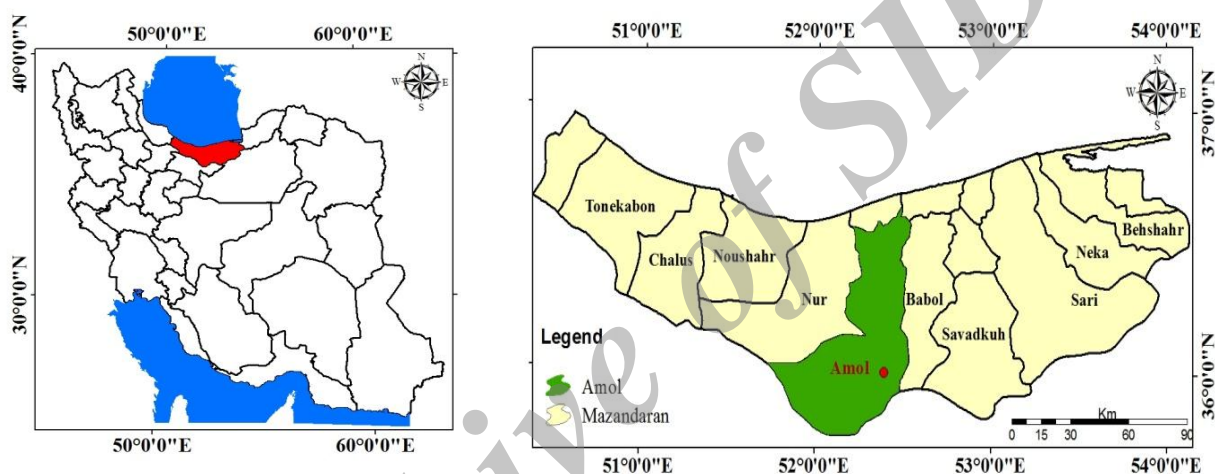 50°0'0"E 60°0'0"E
40°0'0"N
30°0'0"N
N
W E
S
50°0'0"E 60°0'0"E
51°0'0"E 52°0'0"E 53°0'0"E 54°0'0"E
37°0'0"N
36°0'0"N
N
W E
S
Tonekabon
Chalus
Noushahr
Nur
Amol
Babol
Savadkuh
Sari
Neka
Behshahr
Legend
Amol
Mazandaran
Km
0 15 30 60 90
51°0'0"E 52°0'0"E 53°0'0"E 54°0'0"E
ive of SID